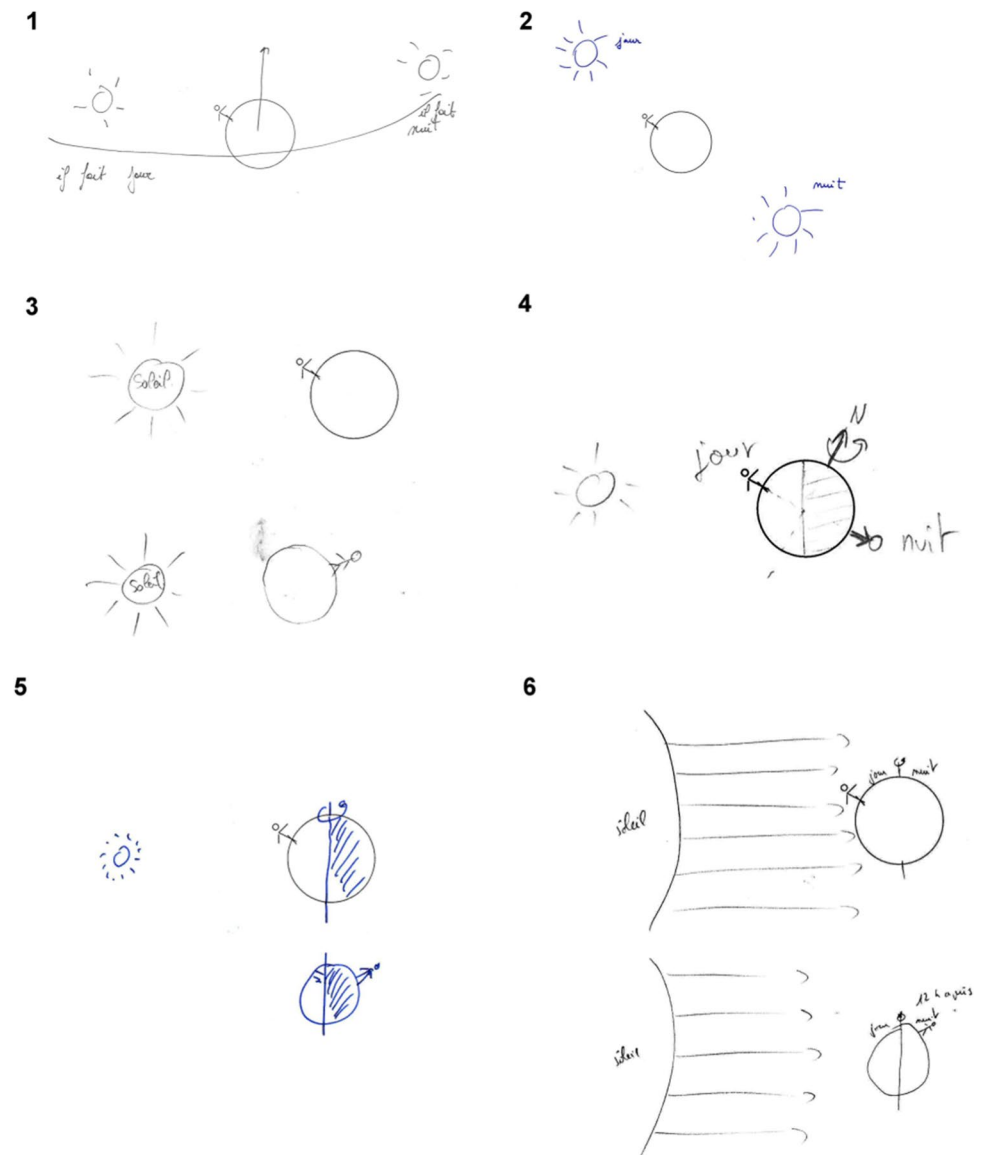 1
il fait jour
il fait
nuit
2
jour
nuit
3
Soleil
Soleil
4
N
jour
nuit
5
6
soleil
jour nuit
soleil
12 h après
jour nuit